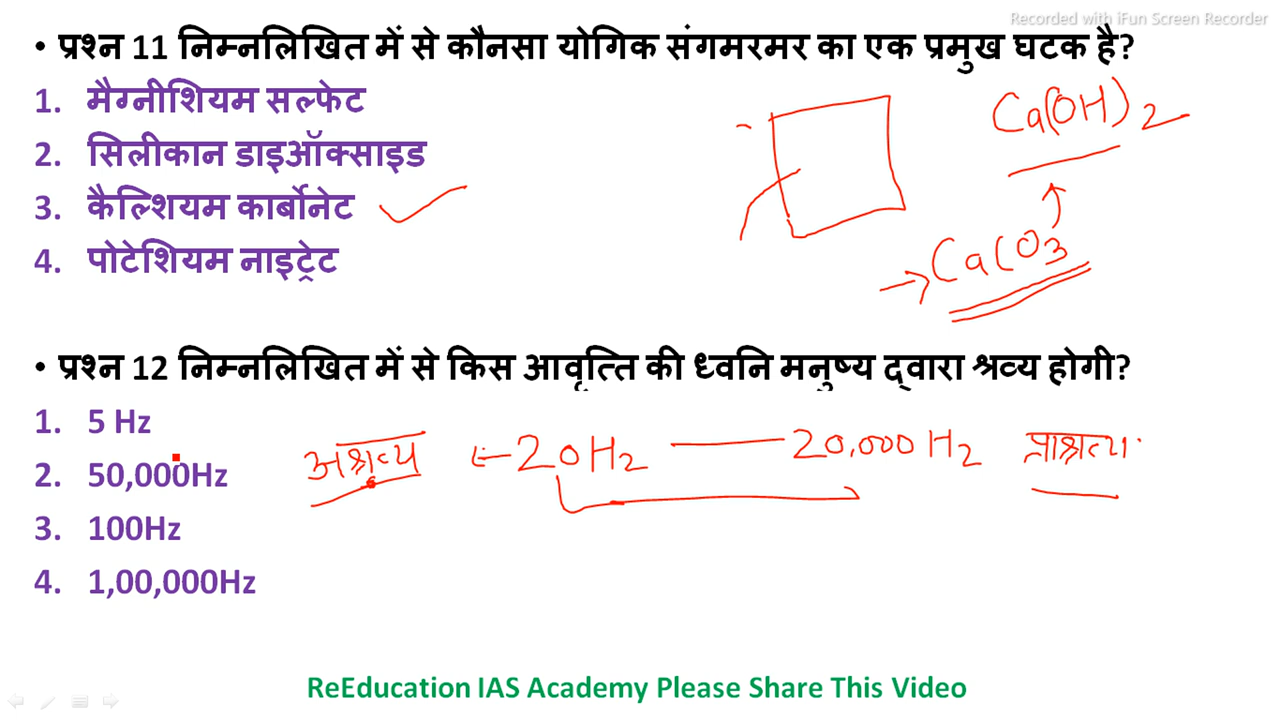 Recorded with iFun Screen Recorder
• प्रश्न 11 निम्नलिखित में से कौनसा योगिक संगमरमर का एक प्रमुख घटक है?
1. मैग्नीशियम सल्फेट
2. सिलीकान डाइऑक्साइड
3. कैल्शियम कार्बोनेट
4. पोटेशियम नाइट्रेट
Ca(OH)2
CaCO3
• प्रश्न 12 निम्नलिखित में से किस आवृत्ति की ध्वनि मनुष्य द्वारा श्रव्य होगी?
1. 5 Hz
2. 50,000Hz
3. 100Hz
4. 1,00,000Hz
अश्रव्य ← 20Hz — 20,000Hz
ReEducation IAS Academy Please Share This Video